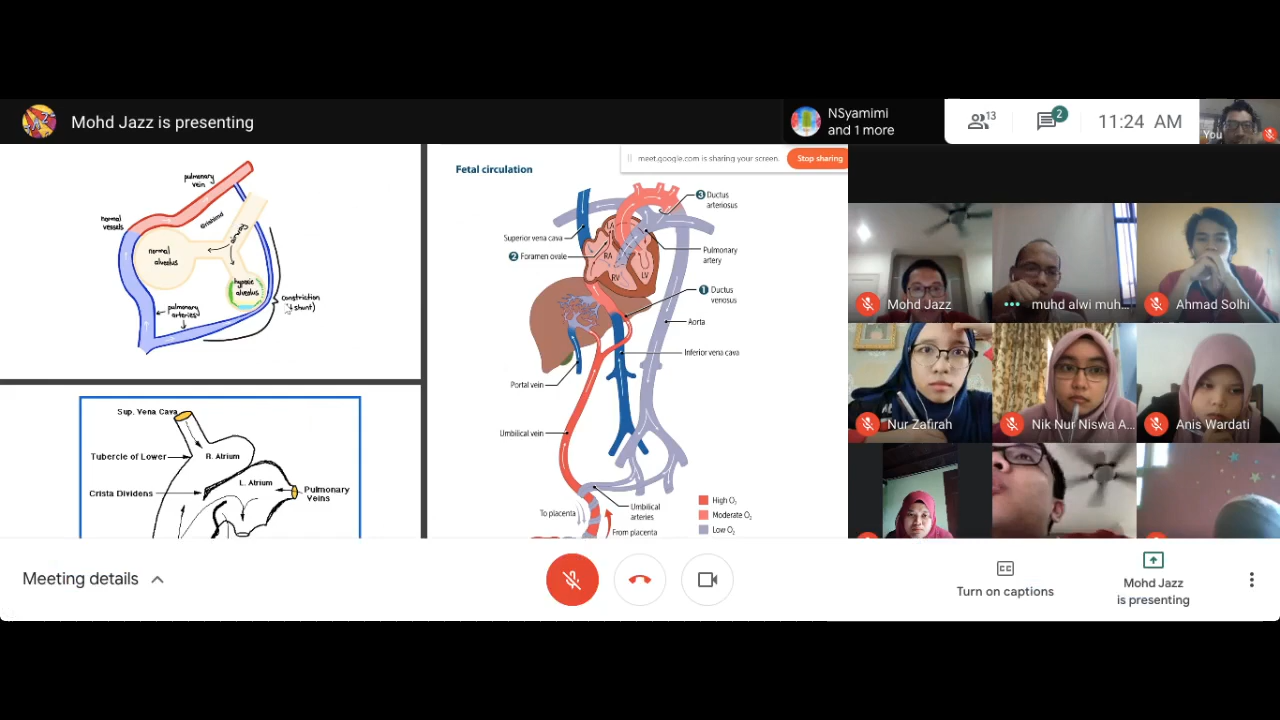 Mohd Jazz is presenting
NSyamimi
and 1 more
13
2
11:24 AM
You
meet.google.com is sharing your screen.
Stop sharing
pulmonary
vein
normal
vessels
airway
normal
alveolus
hypoxic
alveolus
pulmonary
arteries
constriction
Sup. Vena Cava
Tubercle of Lower
R. Atrium
Crista Dividens
L. Atrium
Pulmonary
Veins
Fetal circulation
3 Ductus
arteriosus
Superior vena cava
2 Foramen ovale
LA
RA
RV
LV
Pulmonary
artery
1 Ductus
venosus
Aorta
Inferior vena cava
Portal vein
Umbilical vein
To placenta
Umbilical
arteries
From placenta
High O₂
Moderate O₂
Low O₂
Mohd Jazz
muhd alwi muh...
Ahmad Solhi
Nur Zafirah
Nik Nur Niswa A...
Anis Wardati
Meeting details
CC
Turn on captions
Mohd Jazz
is presenting